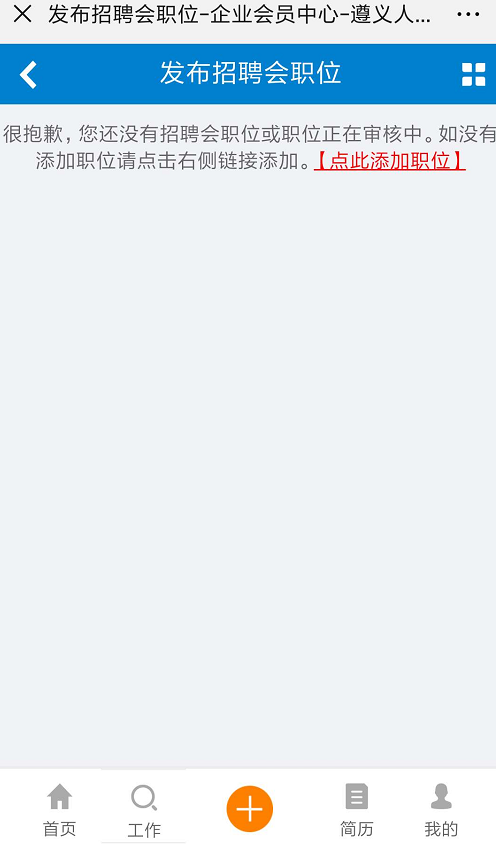 发布招聘会职位-企业会员中心-遵义人...
发布招聘会职位
很抱歉,您还没有招聘会职位或职位正在审核中。如没有
添加职位请点击右侧链接添加。【点此添加职位】
首页 工作 简历 我的